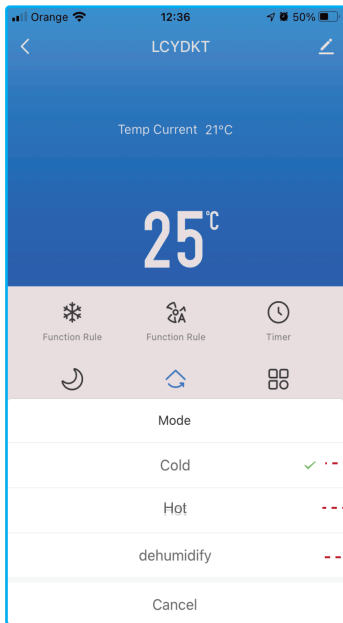 Orange 12:36 50%
LCYDKT
Temp Current 21°C
25°C
Function Rule Function Rule Timer
Mode
Cold
Hot
dehumidify
Cancel